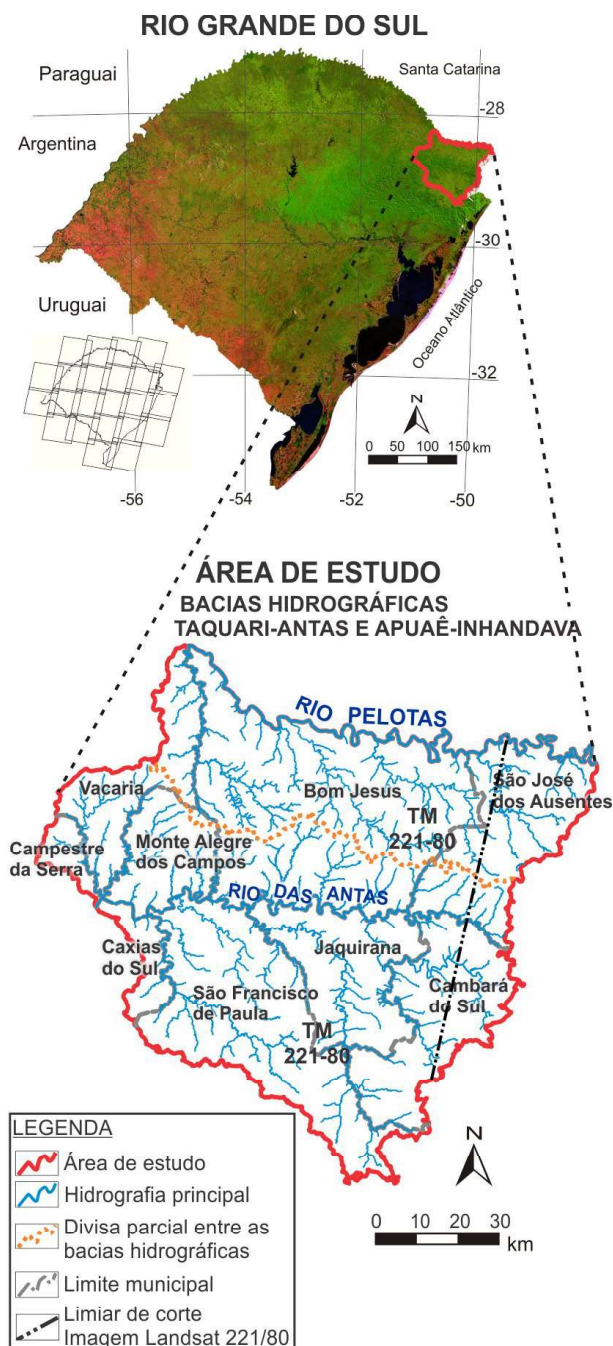 RIO GRANDE DO SUL
Paraguai
Santa Catarina
-28
Argentina
-30
Uruguai
Oceano Atlântico
-32
N
0 50 100 150 km
-56
-54
-52
-50
ÁREA DE ESTUDO
BACIAS HIDROGRÁFICAS
TAQUARI-ANTAS E APUAÊ-INHANDAVA
RIO PELOTAS
São José
dos Ausentes
Vacaria
Bom Jesus
TM
221-80
Campestre
da Serra
Monte Alegre
dos Campos
RIO DAS ANTAS
Caxias
do Sul
Jaquirana
São Francisco
de Paula
Cambará
do Sul
TM
221-80
LEGENDA
Área de estudo
Hidrografia principal
Divisa parcial entre as
bacias hidrográficas
Limite municipal
Limiar de corte
Imagem Landsat 221/80
N
0 10 20 30
km